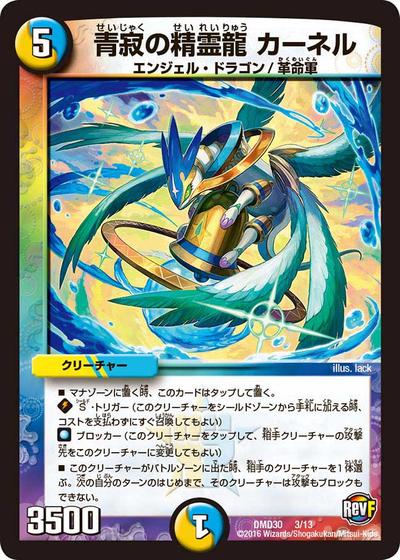 5
せいじゃく せいれいりゅう
青寂の精霊龍 カーネル
かくめいぐん
エンジェル・ドラゴン/革命軍
クリーチャー
illus. lack
■ マナゾーンに置く時、このカードはタップして置く。
S・トリガー(このクリーチャーをシールドゾーンから手札に加える時、
コストを支払わずにすぐ召喚してもよい)
ブロッカー(このクリーチャーをタップして、相手クリーチャーの攻撃
先をこのクリーチャーに変更してもよい)
■ このクリーチャーがバトルゾーンに出た時、相手のクリーチャーを1体選
ぶ。次の自分のターンのはじめまで、そのクリーチャーは攻撃もブロックも
できない。
RevF
3500
1
DMD30 3/13
©2016 Wizards/Shogakukan/Mitsui-Kids